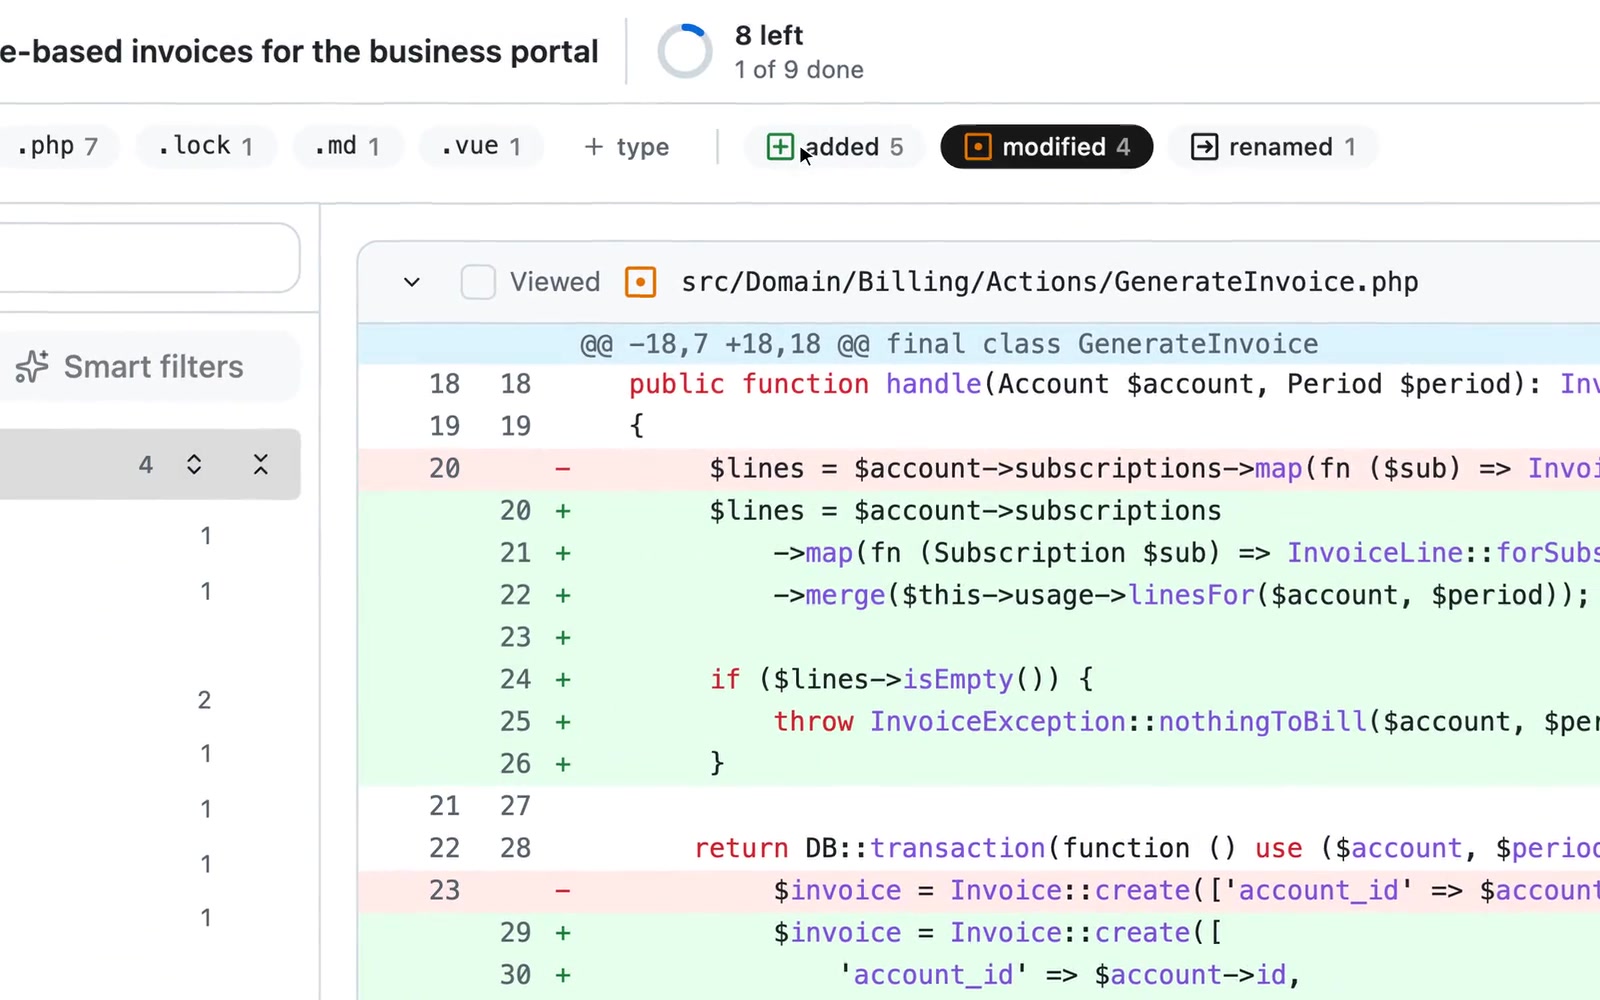 e-based invoices for the business portal
8 left
1 of 9 done
.php 7
.lock 1
.md 1
.vue 1
+ type
added 5
modified 4
renamed 1
Viewed
src/Domain/Billing/Actions/GenerateInvoice.php
Smart filters
4
1
1
2
1
1
1
1
@@ -18,7 +18,18 @@ final class GenerateInvoice
18 18 public function handle(Account $account, Period $period): Inv
19 19 {
20 - $lines = $account->subscriptions->map(fn ($sub) => Invoi
20 + $lines = $account->subscriptions
21 + ->map(fn (Subscription $sub) => InvoiceLine::forSubs
22 + ->merge($this->usage->linesFor($account, $period));
23 +
24 + if ($lines->isEmpty()) {
25 + throw InvoiceException::nothingToBill($account, $per
26 + }
21 27
22 28 return DB::transaction(function () use ($account, $period
23 - $invoice = Invoice::create(['account_id' => $account
29 + $invoice = Invoice::create([
30 + 'account_id' => $account->id,